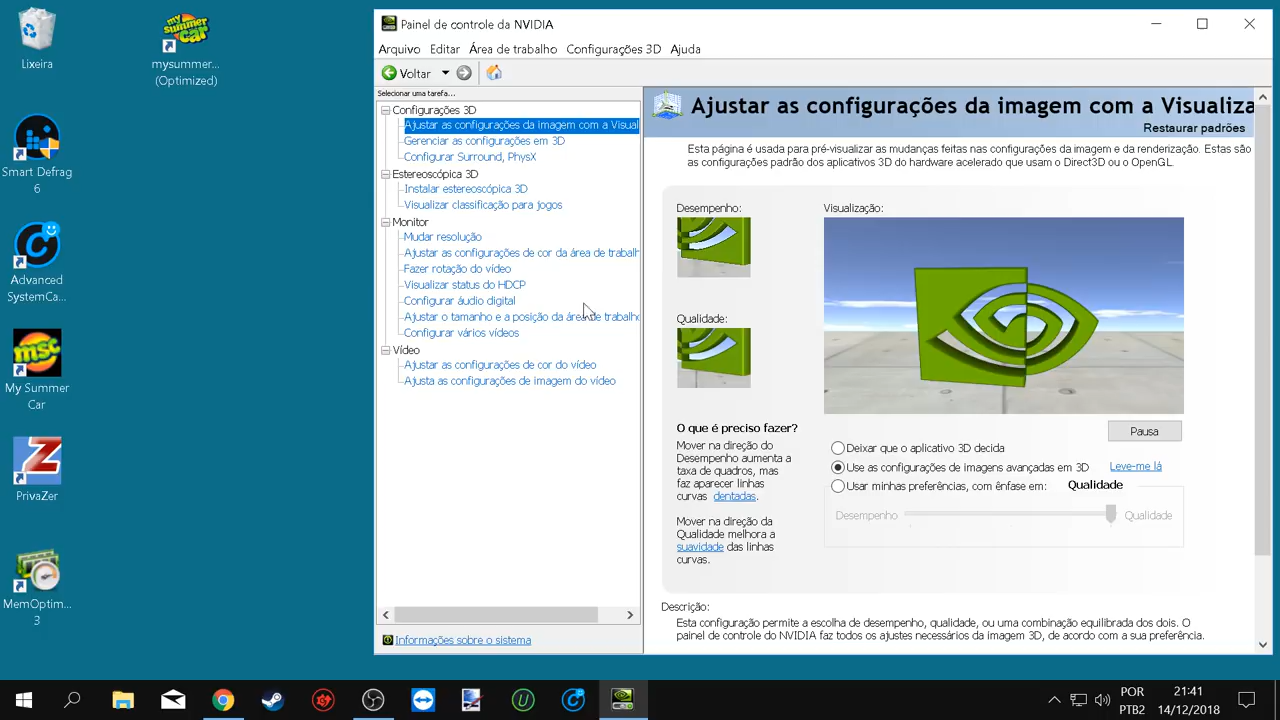 Lixeira
my summer car
mysummer...
(Optimized)
Smart Defrag
6
Advanced
SystemCa...
msc
My Summer
Car
PrivaZer
MemOptim...
3
Painel de controle da NVIDIA
Arquivo Editar Área de trabalho Configurações 3D Ajuda
Voltar
Selecionar uma tarefa...
Configurações 3D
Ajustar as configurações da imagem com a Visual
Gerenciar as configurações em 3D
Configurar Surround, PhysX
Estereoscópica 3D
Instalar estereoscópica 3D
Visualizar classificação para jogos
Monitor
Mudar resolução
Ajustar as configurações de cor da área de trabalh
Fazer rotação do vídeo
Visualizar status do HDCP
Configurar áudio digital
Ajustar o tamanho e a posição da área de trabalho
Configurar vários vídeos
Vídeo
Ajustar as configurações de cor do vídeo
Ajusta as configurações de imagem do vídeo
Informações sobre o sistema
Ajustar as configurações da imagem com a Visualiza
Restaurar padrões
Esta página é usada para pré-visualizar as mudanças feitas nas configurações da imagem e da renderização. Estas são
as configurações padrão dos aplicativos 3D do hardware acelerado que usam o Direct3D ou o OpenGL.
Desempenho:
Qualidade:
Visualização:
O que é preciso fazer?
Mover na direção do
Desempenho aumenta a
taxa de quadros, mas
faz aparecer linhas
curvas dentadas.
Mover na direção da
Qualidade melhora a
suavidade das linhas
curvas.
Pausa
Deixar que o aplicativo 3D decida
Use as configurações de imagens avançadas em 3D Leve-me lá
Usar minhas preferências, com ênfase em: Qualidade
Desempenho Qualidade
Descrição:
Esta configuração permite a escolha de desempenho, qualidade, ou uma combinação equilibrada dos dois. O
painel de controle do NVIDIA faz todos os ajustes necessários da imagem 3D, de acordo com a sua preferência.
POR
PTB2
21:41
14/12/2018